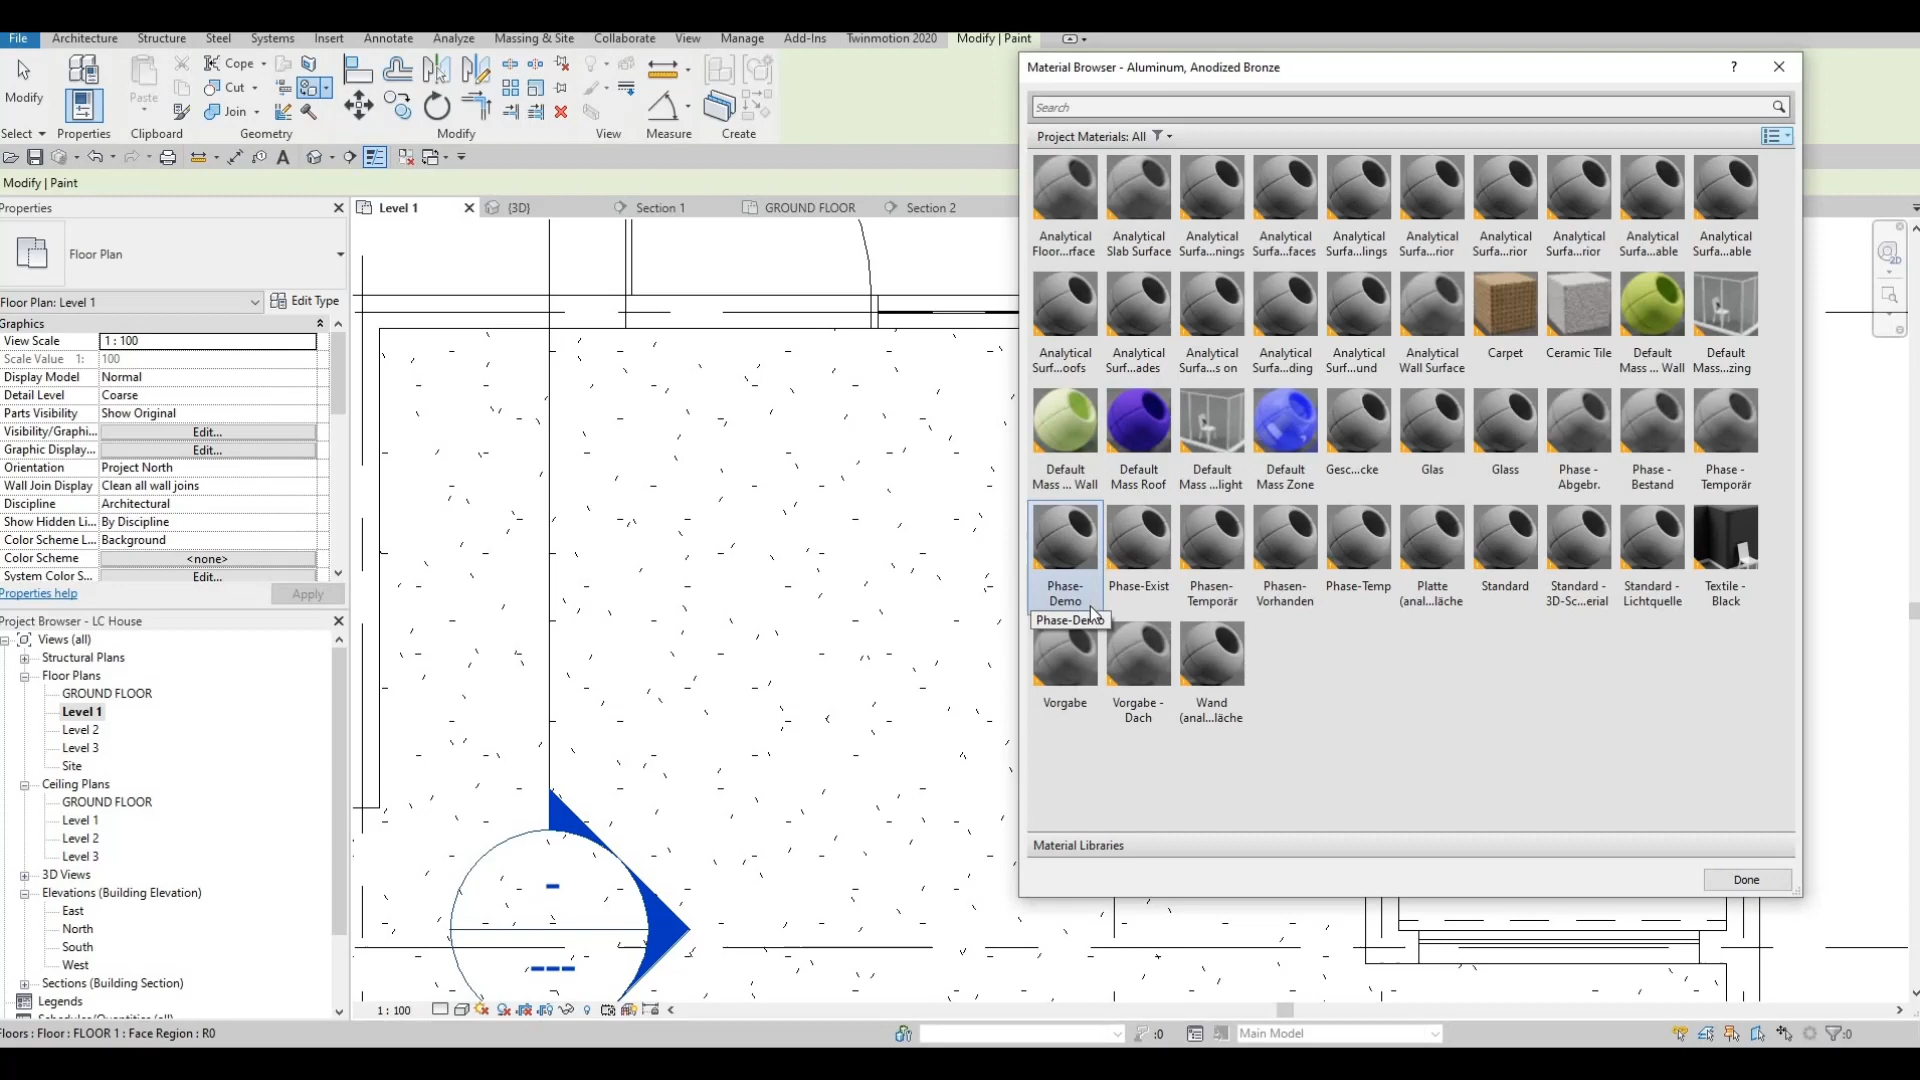 File Architecture Structure Steel Systems Insert Annotate Analyze Massing & Site Collaborate View Manage Add-Ins Twinmotion 2020 Modify | Paint
Modify
Paste
Cope
Cut
Join
Select Properties Clipboard Geometry Modify View Measure Create
Modify | Paint
Properties
Floor Plan
Floor Plan: Level 1 Edit Type
Graphics
View Scale 1 : 100
Scale Value 1: 100
Display Model Normal
Detail Level Coarse
Parts Visibility Show Original
Visibility/Graphi... Edit...
Graphic Display... Edit...
Orientation Project North
Wall Join Display Clean all wall joins
Discipline Architectural
Show Hidden Li... By Discipline
Color Scheme L... Background
Color Scheme <none>
System Color S... Edit...
Properties help Apply
Project Browser - LC House
Views (all)
Structural Plans
Floor Plans
GROUND FLOOR
Level 1
Level 2
Level 3
Site
Ceiling Plans
GROUND FLOOR
Level 1
Level 2
Level 3
3D Views
Elevations (Building Elevation)
East
North
South
West
Sections (Building Section)
Legends
Level 1 {3D} Section 1 GROUND FLOOR Section 2
Material Browser - Aluminum, Anodized Bronze
Search
Project Materials: All
Analytical Floor...rface
Analytical Slab Surface
Analytical Surfa...nings
Analytical Surfa...faces
Analytical Surfa...lings
Analytical Surfa...rior
Analytical Surfa...rior
Analytical Surfa...rior
Analytical Surfa...able
Analytical Surfa...able
Analytical Surf...oofs
Analytical Surf...ades
Analytical Surfa...s on
Analytical Surfa...ding
Analytical Surf...und
Analytical Wall Surface
Carpet
Ceramic Tile
Default Mass ... Wall
Default Mass...zing
Default Mass ... Wall
Default Mass Roof
Default Mass ...light
Default Mass Zone
Gesc...cke
Glas
Glass
Phase - Abgebr.
Phase - Bestand
Phase - Temporär
Phase-Demo
Phase-Exist
Phasen-Temporär
Phasen-Vorhanden
Phase-Temp
Platte (anal...läche
Standard
Standard - 3D-Sc...erial
Standard - Lichtquelle
Textile - Black
Phase-Demo
Vorgabe
Vorgabe - Dach
Wand (anal...läche
Material Libraries
Done
1 : 100
Floors : Floor : FLOOR 1 : Face Region : R0
:0
Main Model
:0